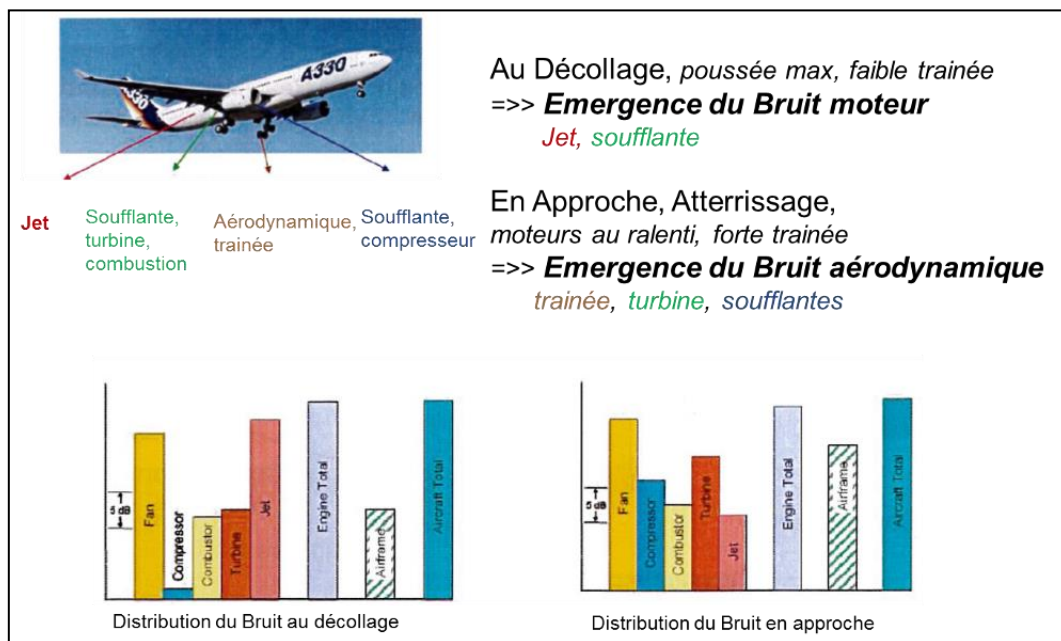 A330
A330
Au Décollage, poussée max, faible trainée
=>> Emergence du Bruit moteur
Jet, soufflante
Jet
Soufflante,
turbine,
combustion
Aérodynamique,
trainée
Soufflante,
compresseur
En Approche, Atterrissage,
moteurs au ralenti, forte trainée
=>> Emergence du Bruit aérodynamique
trainée, turbine, soufflantes
5 dB
Fan
Compressor
Combustor
Turbine
Jet
Engine Total
Airframe
Aircraft Total
Distribution du Bruit au décollage
5 dB
Fan
Compressor
Combustor
Turbine
Jet
Engine Total
Airframe
Aircraft Total
Distribution du Bruit en approche